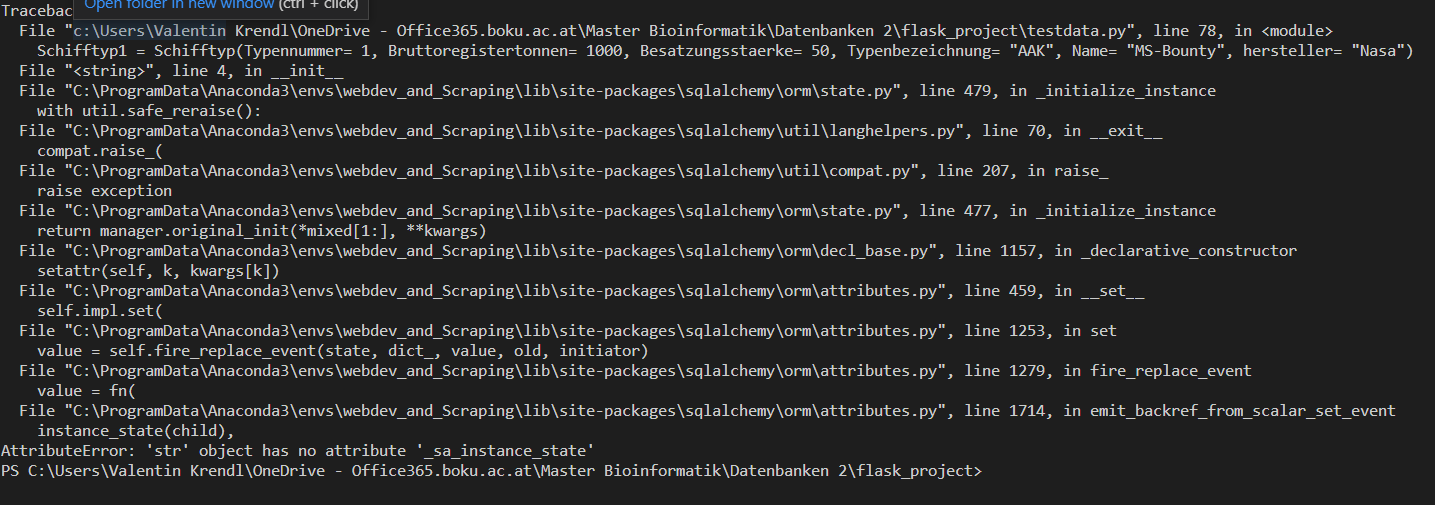 Open folder in new window (ctrl + click)
Tracebac
  File "c:\Users\Valentin Krendl\OneDrive - Office365.boku.ac.at\Master Bioinformatik\Datenbanken 2\flask_project\testdata.py", line 78, in <module>
    Schifftyp1 = Schifftyp(Typennummer= 1, Bruttoregistertonnen= 1000, Besatzungsstaerke= 50, Typenbezeichnung= "AAK", Name= "MS-Bounty", hersteller= "Nasa")
  File "<string>", line 4, in __init__
  File "C:\ProgramData\Anaconda3\envs\webdev_and_Scraping\lib\site-packages\sqlalchemy\orm\state.py", line 479, in _initialize_instance
    with util.safe_reraise():
  File "C:\ProgramData\Anaconda3\envs\webdev_and_Scraping\lib\site-packages\sqlalchemy\util\langhelpers.py", line 70, in __exit__
    compat.raise_(
  File "C:\ProgramData\Anaconda3\envs\webdev_and_Scraping\lib\site-packages\sqlalchemy\util\compat.py", line 207, in raise_
    raise exception
  File "C:\ProgramData\Anaconda3\envs\webdev_and_Scraping\lib\site-packages\sqlalchemy\orm\state.py", line 477, in _initialize_instance
    return manager.original_init(*mixed[1:], **kwargs)
  File "C:\ProgramData\Anaconda3\envs\webdev_and_Scraping\lib\site-packages\sqlalchemy\orm\decl_base.py", line 1157, in _declarative_constructor
    setattr(self, k, kwargs[k])
  File "C:\ProgramData\Anaconda3\envs\webdev_and_Scraping\lib\site-packages\sqlalchemy\orm\attributes.py", line 459, in __set__
    self.impl.set(
  File "C:\ProgramData\Anaconda3\envs\webdev_and_Scraping\lib\site-packages\sqlalchemy\orm\attributes.py", line 1253, in set
    value = self.fire_replace_event(state, dict_, value, old, initiator)
  File "C:\ProgramData\Anaconda3\envs\webdev_and_Scraping\lib\site-packages\sqlalchemy\orm\attributes.py", line 1279, in fire_replace_event
    value = fn(
  File "C:\ProgramData\Anaconda3\envs\webdev_and_Scraping\lib\site-packages\sqlalchemy\orm\attributes.py", line 1714, in emit_backref_from_scalar_set_event
    instance_state(child),
AttributeError: 'str' object has no attribute '_sa_instance_state'
PS C:\Users\Valentin Krendl\OneDrive - Office365.boku.ac.at\Master Bioinformatik\Datenbanken 2\flask_project>